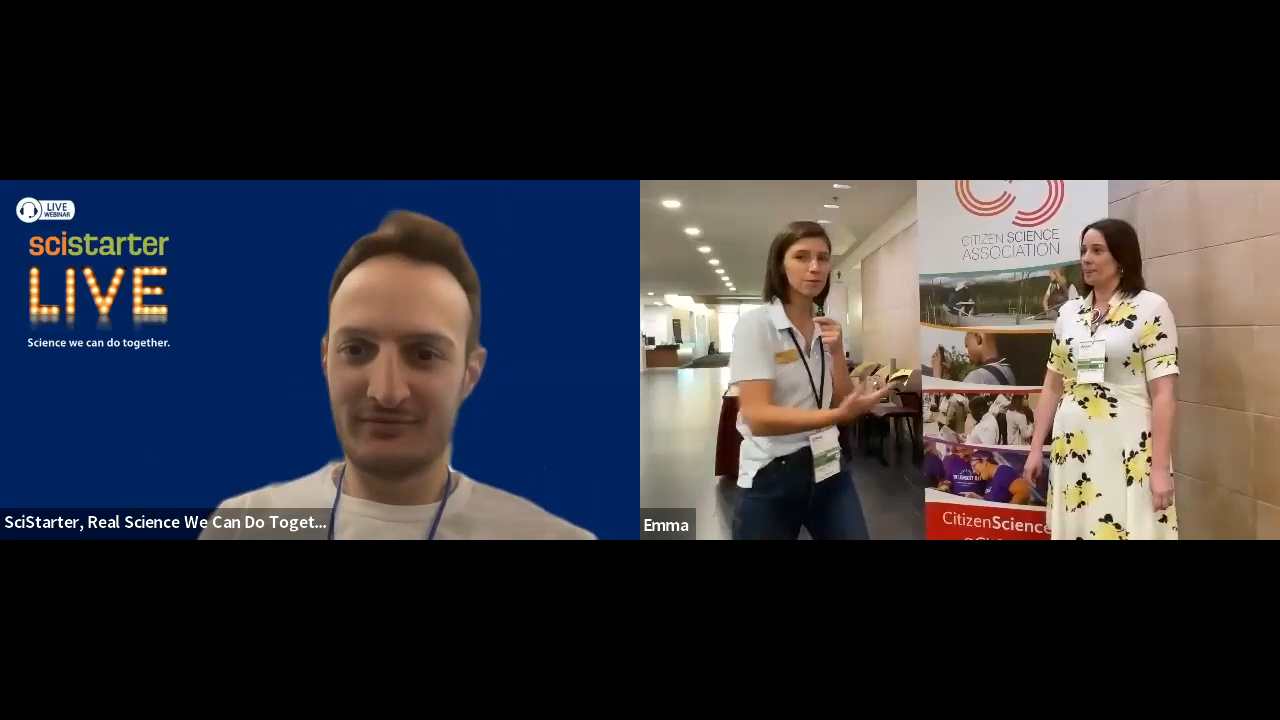 LIVE
WEBINAR
scistarter
LIVE
Science we can do together.
SciStarter, Real Science We Can Do Toget...
CITIZEN SCIENCE
ASSOCIATION
CitizenScience
Emma